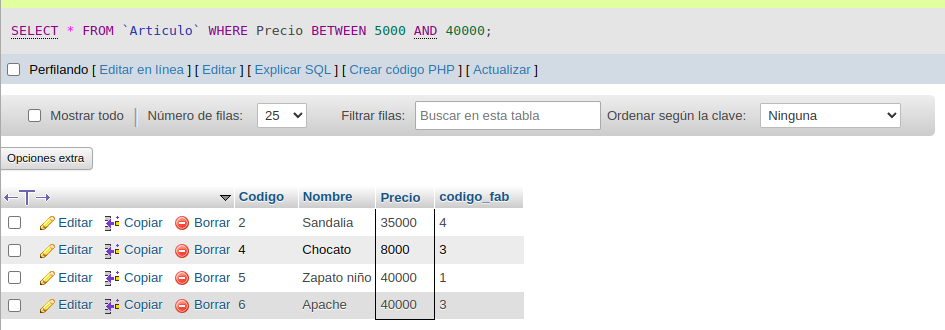 SELECT * FROM `Articulo` WHERE Precio BETWEEN 5000 AND 40000;
Perfilando [ Editar en línea ] [ Editar ] [ Explicar SQL ] [ Crear código PHP ] [ Actualizar ]
Mostrar todo | Número de filas: 25 Filtrar filas: Buscar en esta tabla Ordenar según la clave: Ninguna
Opciones extra
←T→ Codigo Nombre Precio codigo_fab
Editar Copiar Borrar 2 Sandalia 35000 4
Editar Copiar Borrar 4 Chocato 8000 3
Editar Copiar Borrar 5 Zapato niño 40000 1
Editar Copiar Borrar 6 Apache 40000 3